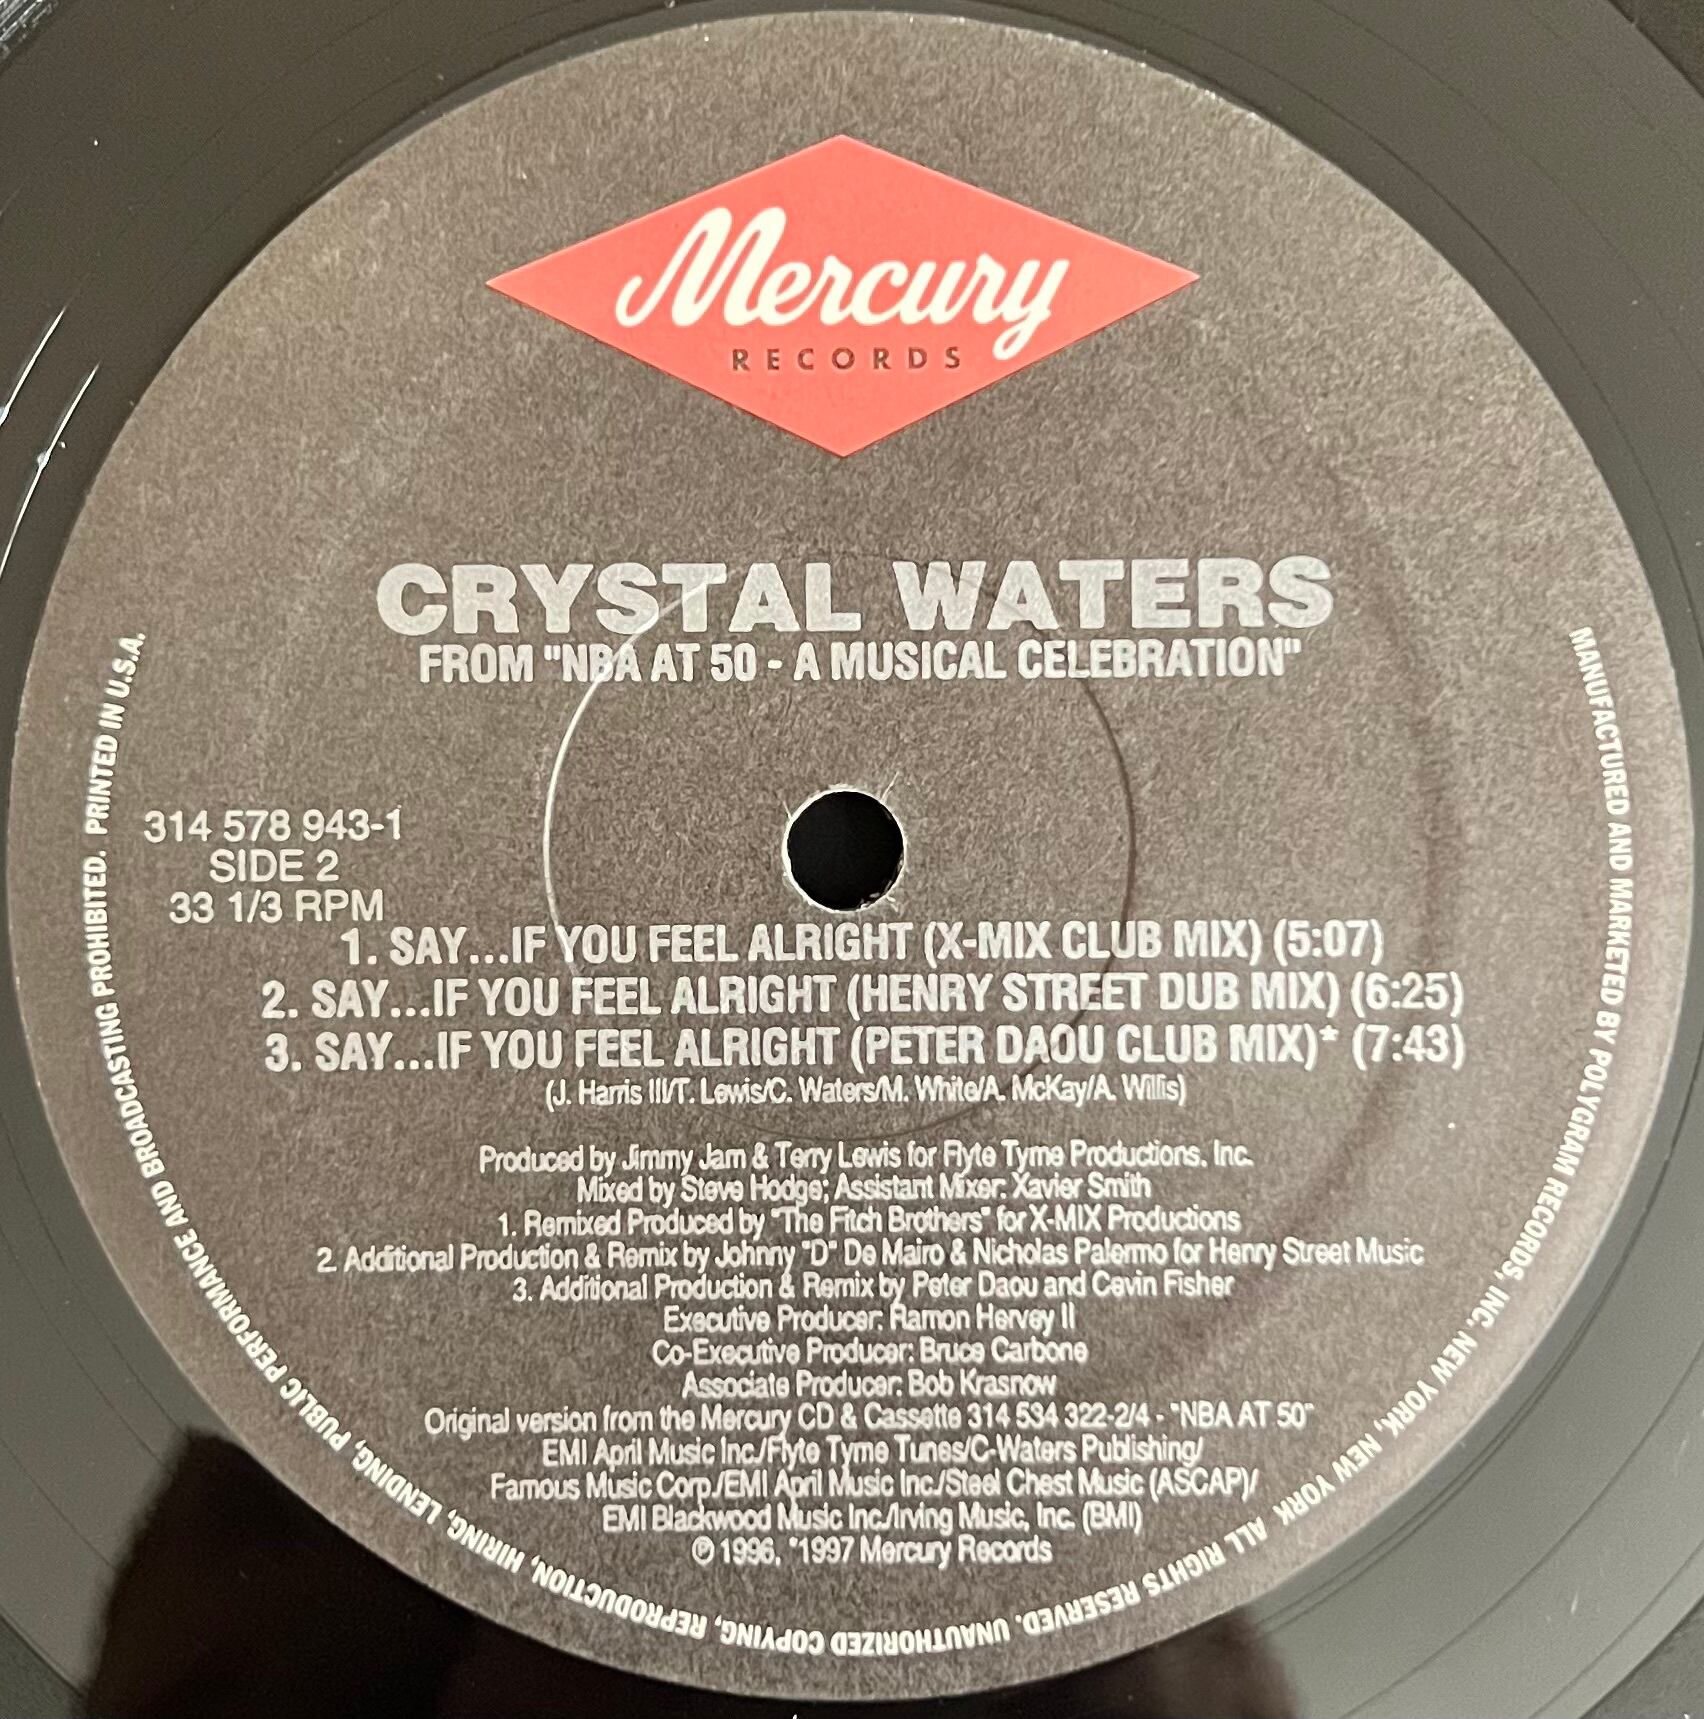 Mercury
RECORDS
CRYSTAL WATERS
FROM "NBA AT 50 - A MUSICAL CELEBRATION"
314 578 943-1
SIDE 2
33 1/3 RPM
1. SAY...IF YOU FEEL ALRIGHT (X-MIX CLUB MIX) (5:07)
2. SAY...IF YOU FEEL ALRIGHT (HENRY STREET DUB MIX) (6:25)
3. SAY...IF YOU FEEL ALRIGHT (PETER DAOU CLUB MIX)* (7:43)
(J. Harris III/T. Lewis/C. Waters/M. White/A. McKay/A. Willis)
Produced by Jimmy Jam & Terry Lewis for Flyte Tyme Productions, Inc.
Mixed by Steve Hodge; Assistant Mixer: Xavier Smith
1. Remixed Produced by "The Fitch Brothers" for X-MIX Productions
2. Additional Production & Remix by Johnny "D" De Mairo & Nicholas Palermo for Henry Street Music
3. Additional Production & Remix by Peter Daou and Cevin Fisher
Executive Producer: Ramon Hervey II
Co-Executive Producer: Bruce Carbone
Associate Producer: Bob Krasnow
Original version from the Mercury CD & Cassette 314 534 322-2/4 - "NBA AT 50"
EMI April Music Inc./Flyte Tyme Tunes/C-Waters Publishing/
Famous Music Corp./EMI April Music Inc./Steel Chest Music (ASCAP)/
EMI Blackwood Music Inc./Irving Music, Inc. (BMI)
℗ 1996, *1997 Mercury Records
MANUFACTURED AND MARKETED BY POLYGRAM RECORDS, INC. NEW YORK, NEW YORK ALL RIGHTS RESERVED. UNAUTHORIZED COPYING, REPRODUCTION, HIRING, LENDING, PUBLIC PERFORMANCE AND BROADCASTING PROHIBITED. PRINTED IN U.S.A.